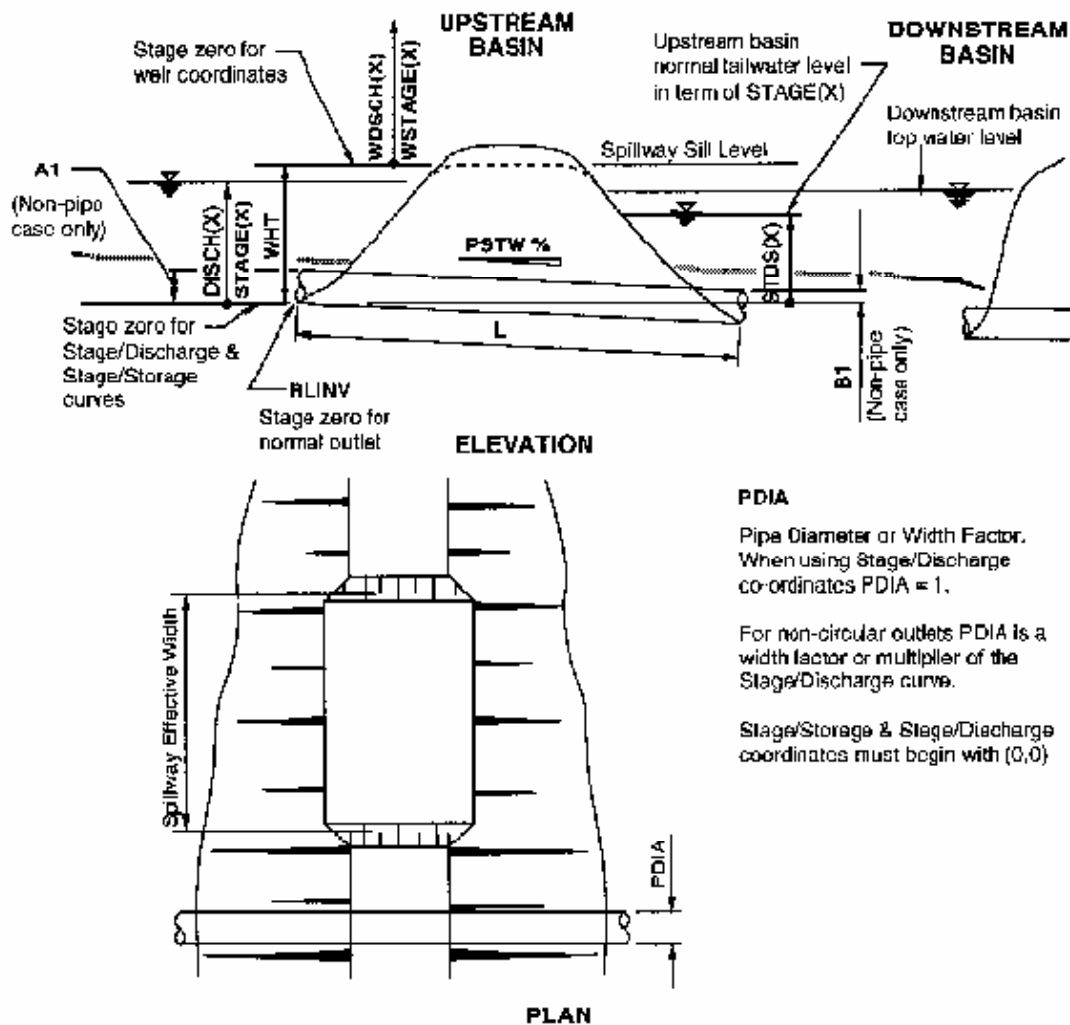 UPSTREAM
BASIN
DOWNSTREAM
BASIN
Stage zero for
weir coordinates
WDSCH(X)
WSTAGE(X)
Upstream basin
normal tailwater level
in term of STAGE(X)
Downstream basin
top water level
Spillway Sill Level
A1
(Non-pipe
case only)
DISCH(X)
STAGE(X)
WHT
PSTW %
STDS(X)
Stage zero for
Stage/Discharge &
Stage/Storage
curves
L
B1
(Non-pipe
case only)
RLINV
Stage zero for
normal outlet
ELEVATION
PDIA
Pipe Diameter or Width Factor.
When using Stage/Discharge
co-ordinates PDIA = 1.
For non-circular outlets PDIA is a
width factor or multiplier of the
Stage/Discharge curve.
Stage/Storage & Stage/Discharge
coordinates must begin with (0,0)
Spillway Effective Width
PDIA
PLAN